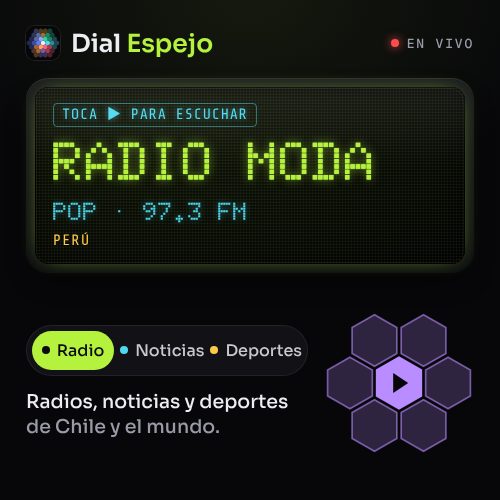 Dial Espejo
EN VIVO
TOCA ▶ PARA ESCUCHAR
RADIO MODA
POP · 97.3 FM
PERÚ
Radio
Noticias
Deportes
Radios, noticias y deportes
de Chile y el mundo.